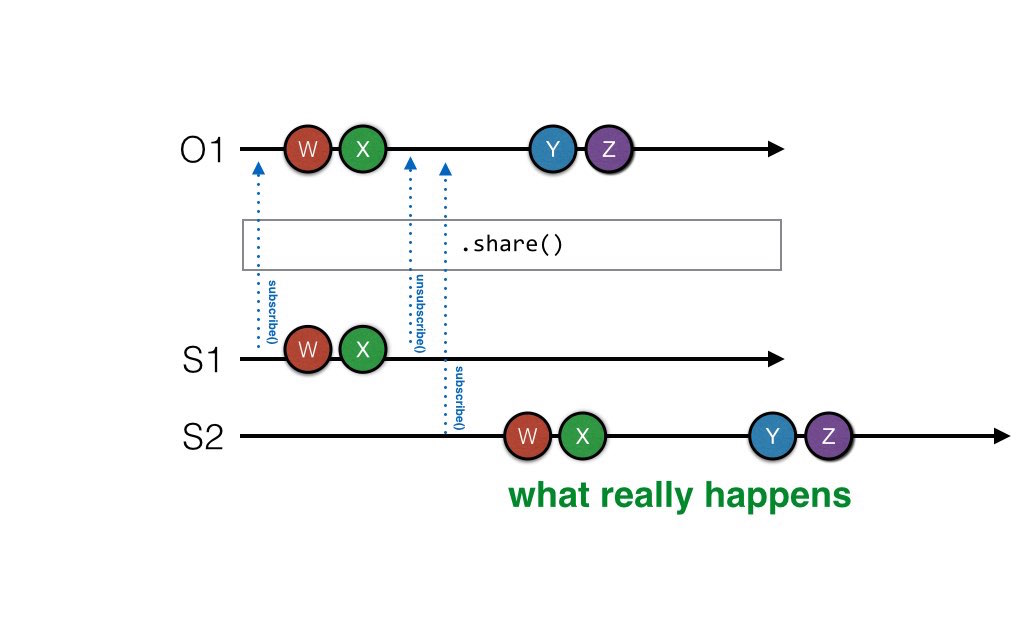 O1
W
X
Y
Z
.share()
subscribe()
unsubscribe()
subscribe()
S1
W
X
S2
W
X
Y
Z
what really happens